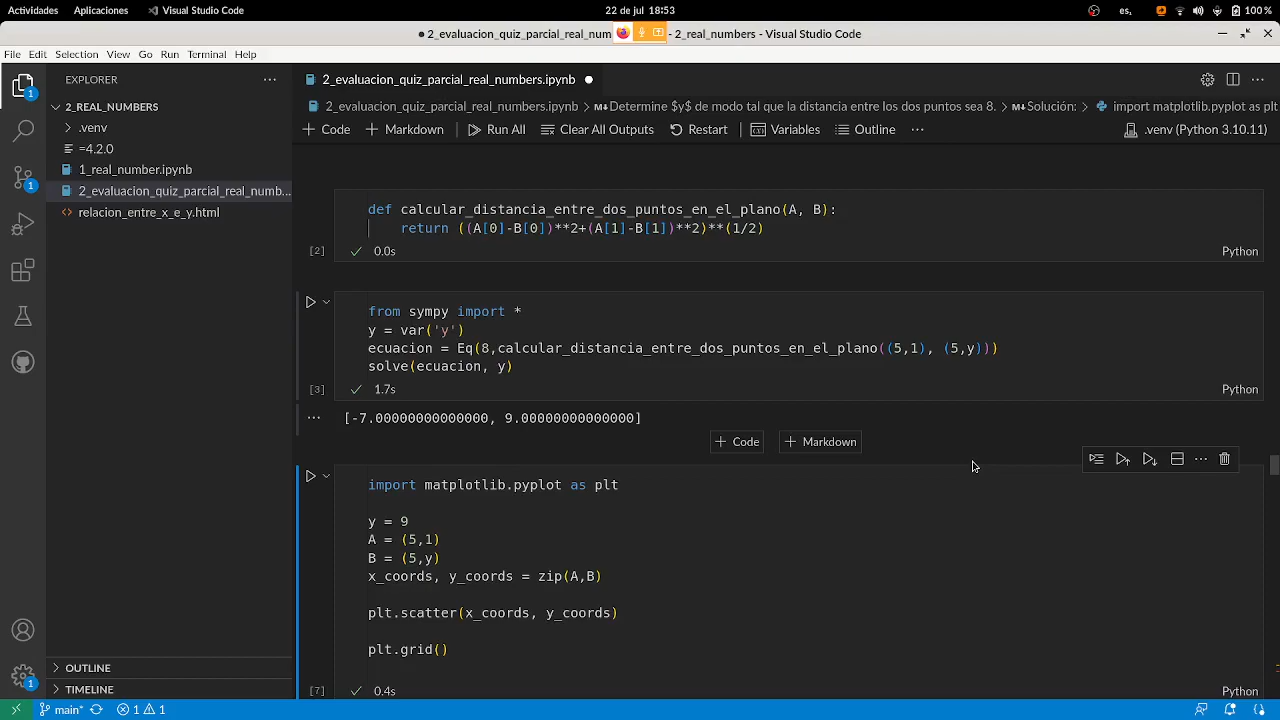 Actividades Aplicaciones Visual Studio Code 22 de jul 18:53 es, 100 %
● 2_evaluacion_quiz_parcial_real_num - 2_real_numbers - Visual Studio Code
File Edit Selection View Go Run Terminal Help
EXPLORER
2_REAL_NUMBERS
.venv
=4.2.0
1_real_number.ipynb
2_evaluacion_quiz_parcial_real_numb...
relacion_entre_x_e_y.html
OUTLINE
TIMELINE
1
1
1
2_evaluacion_quiz_parcial_real_numbers.ipynb
2_evaluacion_quiz_parcial_real_numbers.ipynb > Determine $y$ de modo tal que la distancia entre los dos puntos sea 8. > Solución: > import matplotlib.pyplot as plt
+ Code + Markdown Run All Clear All Outputs Restart Variables Outline ... .venv (Python 3.10.11)
def calcular_distancia_entre_dos_puntos_en_el_plano(A, B):
return ((A[0]-B[0])**2+(A[1]-B[1])**2)**(1/2)
[2] 0.0s Python
from sympy import *
y = var('y')
ecuacion = Eq(8,calcular_distancia_entre_dos_puntos_en_el_plano((5,1), (5,y)))
solve(ecuacion, y)
[3] 1.7s Python
[-7.00000000000000, 9.00000000000000]
+ Code + Markdown
import matplotlib.pyplot as plt
y = 9
A = (5,1)
B = (5,y)
x_coords, y_coords = zip(A,B)
plt.scatter(x_coords, y_coords)
plt.grid()
[7] 0.4s Python
main* 1 1